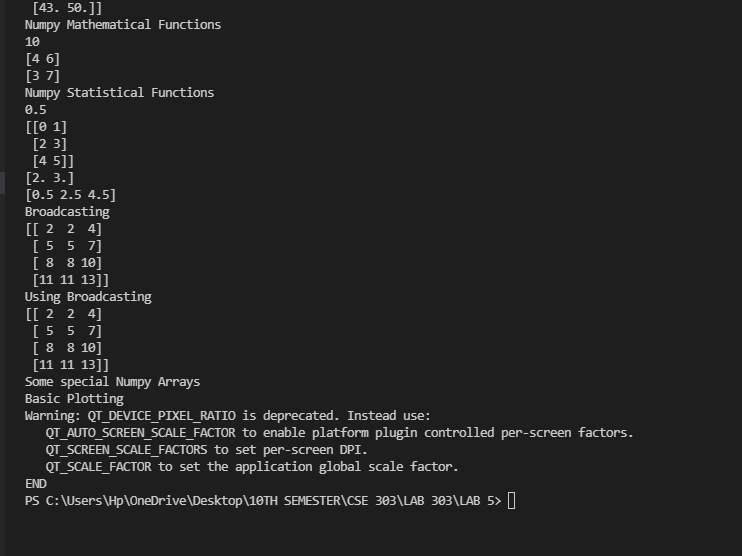 [43. 50.]]
Numpy Mathematical Functions
10
[4 6]
[3 7]
Numpy Statistical Functions
0.5
[[0 1]
 [2 3]
 [4 5]]
[2. 3.]
[0.5 2.5 4.5]
Broadcasting
[[ 2  2  4]
 [ 5  5  7]
 [ 8  8 10]
 [11 11 13]]
Using Broadcasting
[[ 2  2  4]
 [ 5  5  7]
 [ 8  8 10]
 [11 11 13]]
Some special Numpy Arrays
Basic Plotting
Warning: QT_DEVICE_PIXEL_RATIO is deprecated. Instead use:
   QT_AUTO_SCREEN_SCALE_FACTOR to enable platform plugin controlled per-screen factors.
   QT_SCREEN_SCALE_FACTORS to set per-screen DPI.
   QT_SCALE_FACTOR to set the application global scale factor.
END
PS C:\Users\Hp\OneDrive\Desktop\10TH SEMESTER\CSE 303\LAB 303\LAB 5>